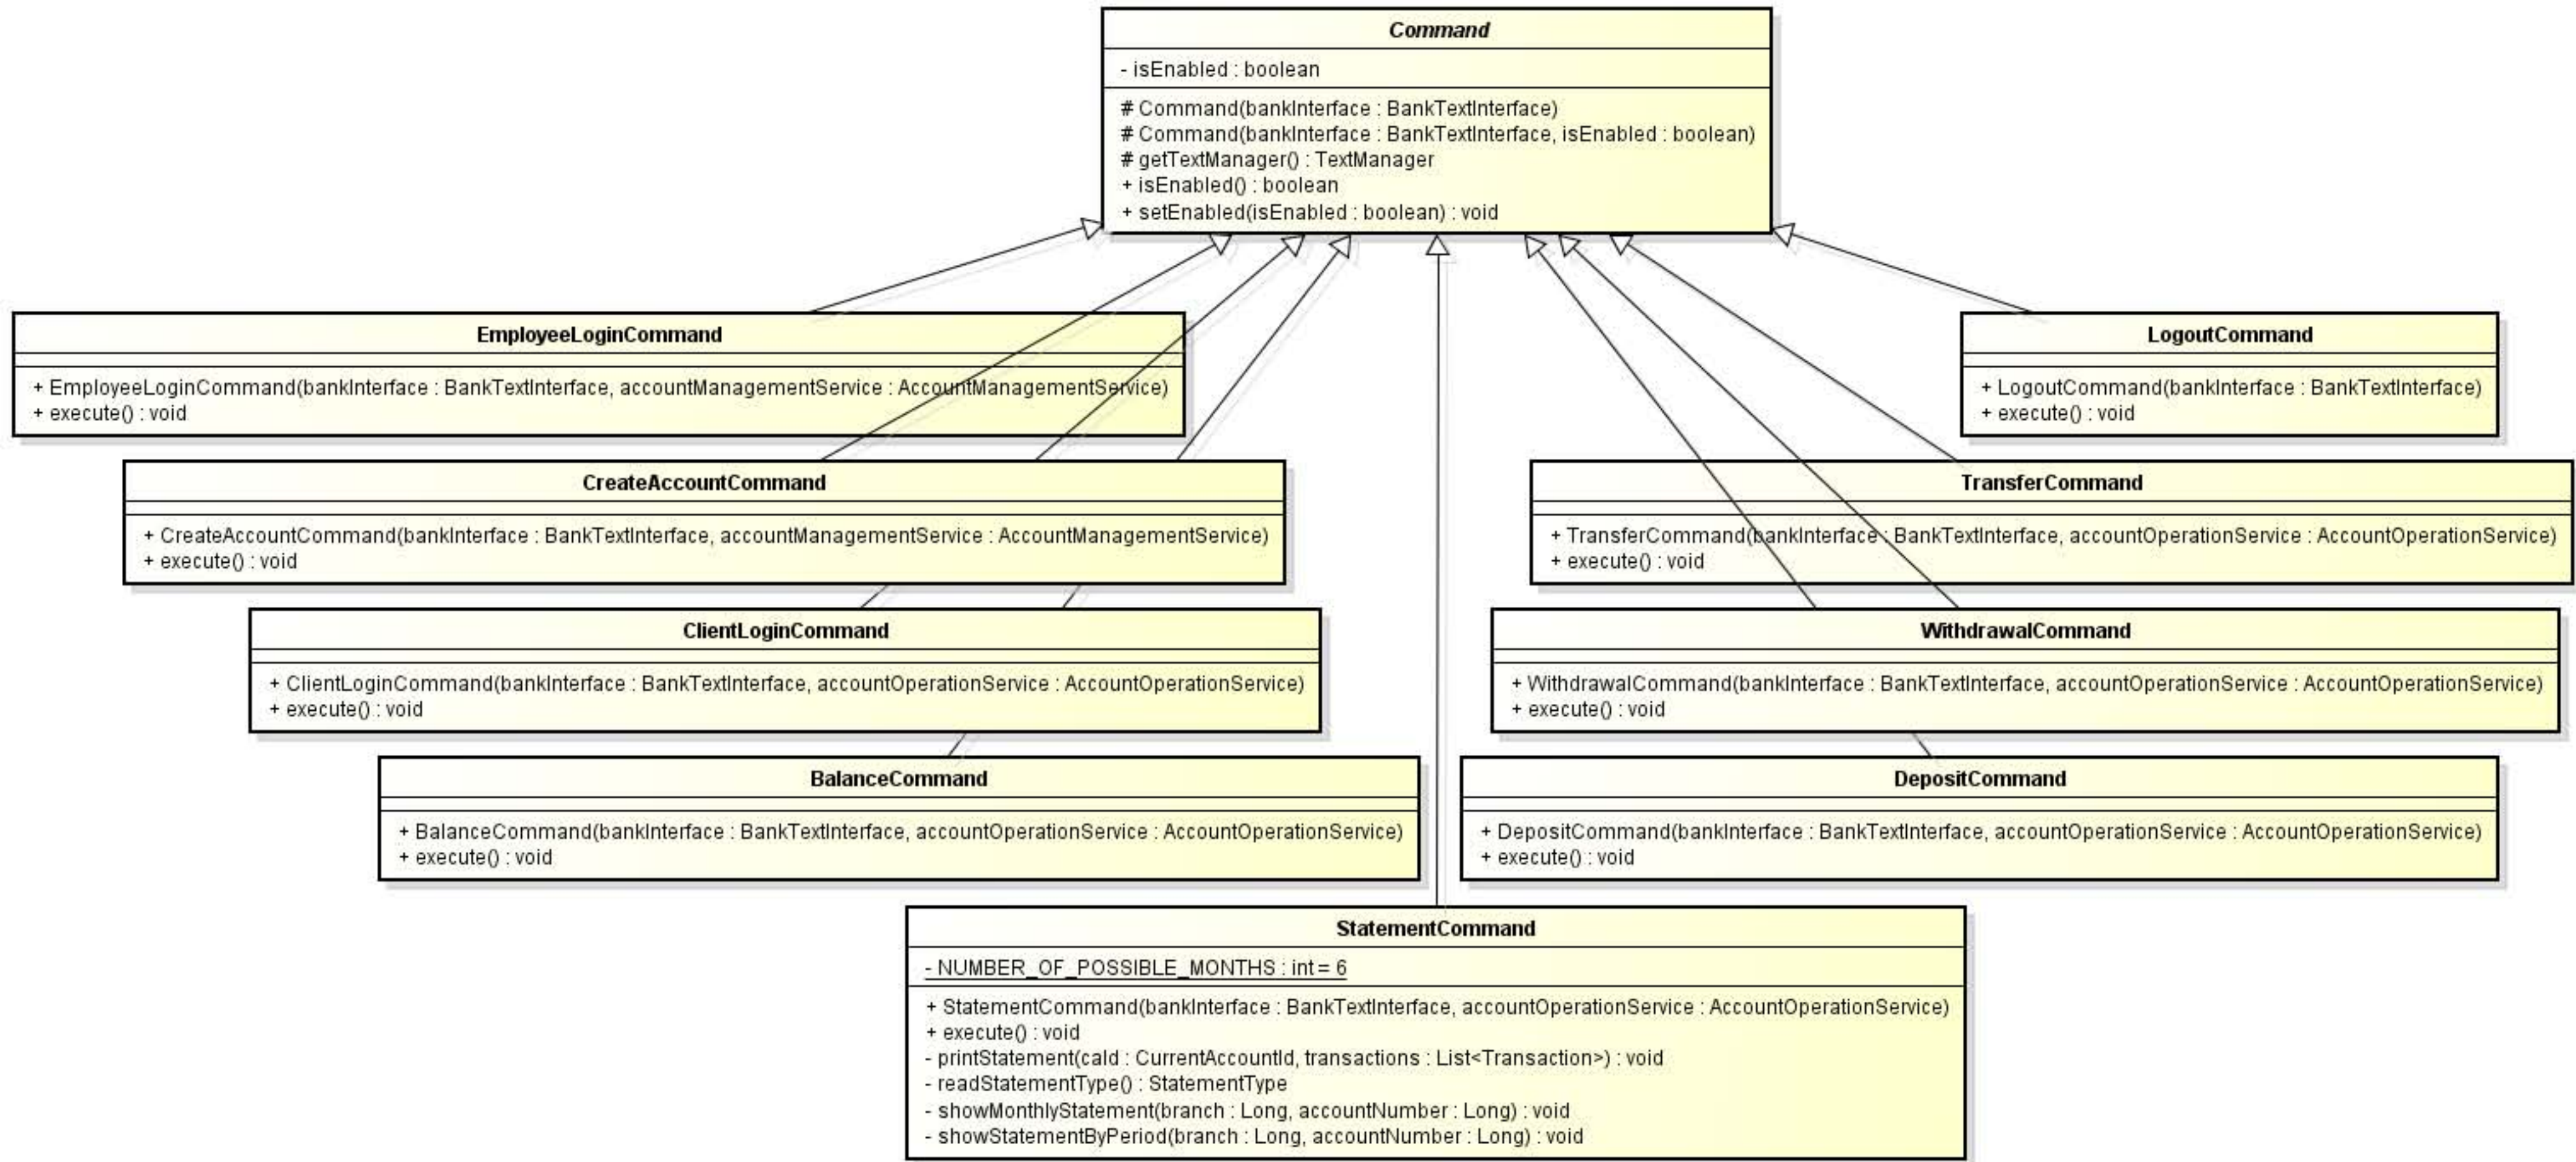 Command
- isEnabled : boolean
# Command(bankInterface : BankTextInterface)
# Command(bankInterface : BankTextInterface, isEnabled : boolean)
# getTextManager() : TextManager
+ isEnabled() : boolean
+ setEnabled(isEnabled : boolean) : void
EmployeeLoginCommand
+ EmployeeLoginCommand(bankInterface : BankTextInterface, accountManagementService : AccountManagementService)
+ execute() : void
LogoutCommand
+ LogoutCommand(bankInterface : BankTextInterface)
+ execute() : void
CreateAccountCommand
+ CreateAccountCommand(bankInterface : BankTextInterface, accountManagementService : AccountManagementService)
+ execute() : void
TransferCommand
+ TransferCommand(bankInterface : BankTextInterface, accountOperationService : AccountOperationService)
+ execute() : void
ClientLoginCommand
+ ClientLoginCommand(bankInterface : BankTextInterface, accountOperationService : AccountOperationService)
+ execute() : void
WithdrawalCommand
+ WithdrawalCommand(bankInterface : BankTextInterface, accountOperationService : AccountOperationService)
+ execute() : void
BalanceCommand
+ BalanceCommand(bankInterface : BankTextInterface, accountOperationService : AccountOperationService)
+ execute() : void
DepositCommand
+ DepositCommand(bankInterface : BankTextInterface, accountOperationService : AccountOperationService)
+ execute() : void
StatementCommand
- NUMBER_OF_POSSIBLE_MONTHS : int = 6
+ StatementCommand(bankInterface : BankTextInterface, accountOperationService : AccountOperationService)
+ execute() : void
- printStatement(caId : CurrentAccountId, transactions : List<Transaction>) : void
- readStatementType() : StatementType
- showMonthlyStatement(branch : Long, accountNumber : Long) : void
- showStatementByPeriod(branch : Long, accountNumber : Long) : void